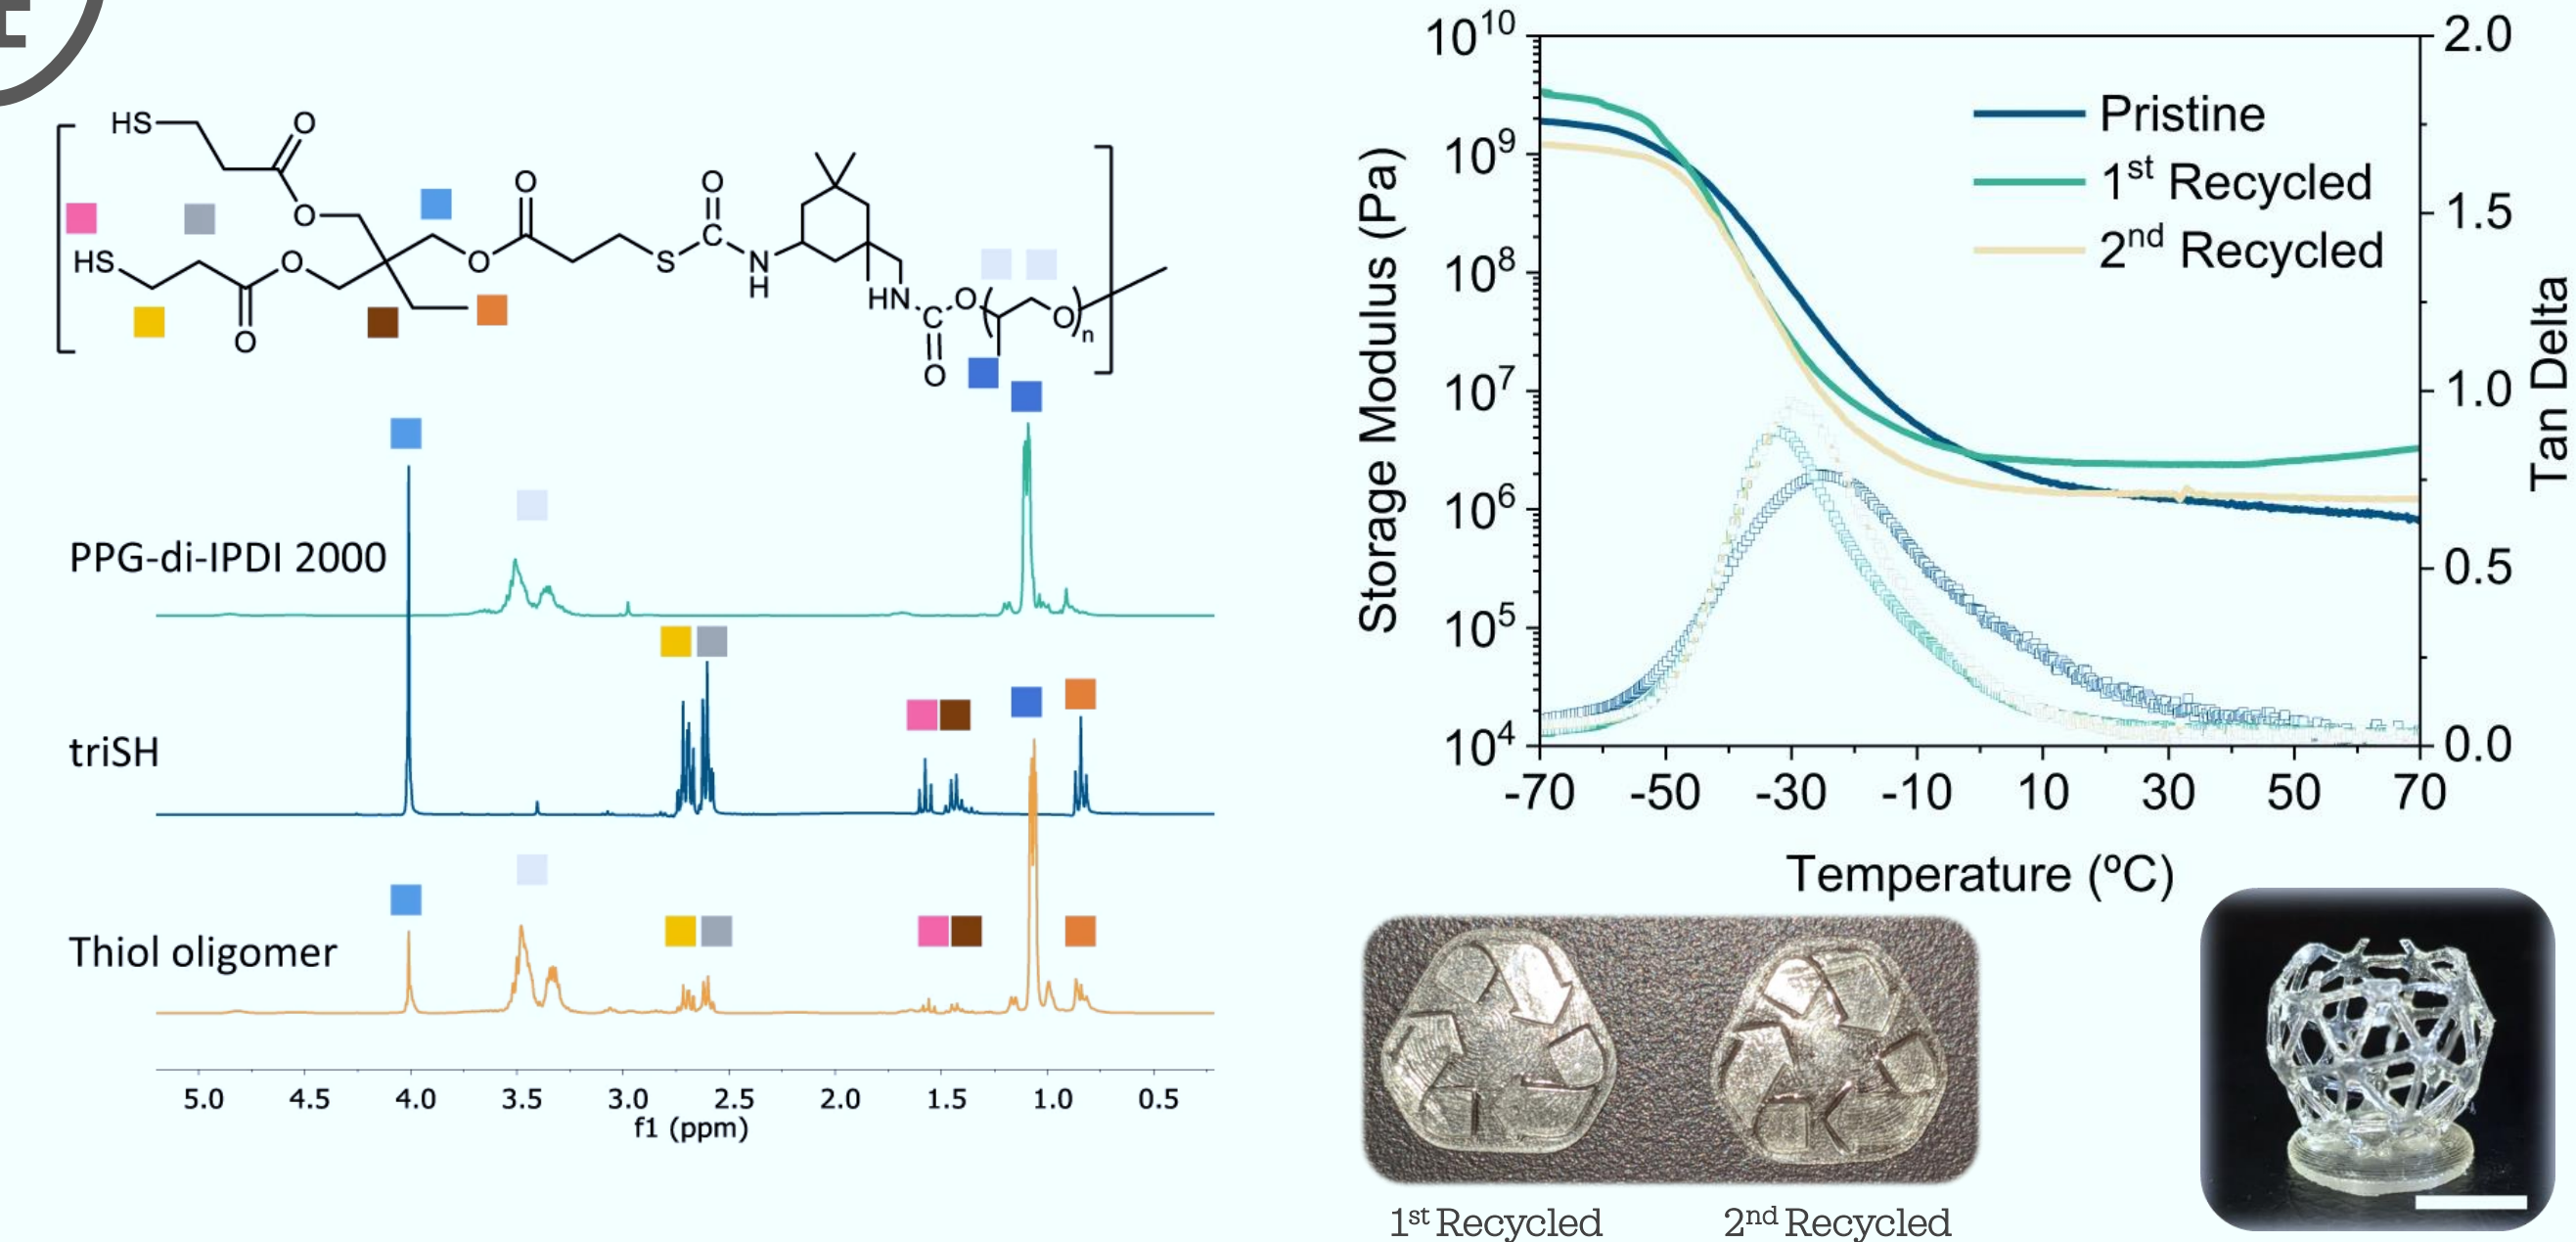 HS
O
O
O
O
O
HS
O
O
S
C
N
H
HN
C
O
O
O
n
O
PPG-di-IPDI 2000
triSH
Thiol oligomer
5.0 4.5 4.0 3.5 3.0 2.5 2.0 1.5 1.0 0.5
f1 (ppm)
Storage Modulus (Pa)
10^10
10^9
10^8
10^7
10^6
10^5
10^4
Pristine
1st Recycled
2nd Recycled
2.0
1.5
1.0
0.5
0.0
Tan Delta
-70 -50 -30 -10 10 30 50 70
Temperature (ºC)
1st Recycled
2nd Recycled